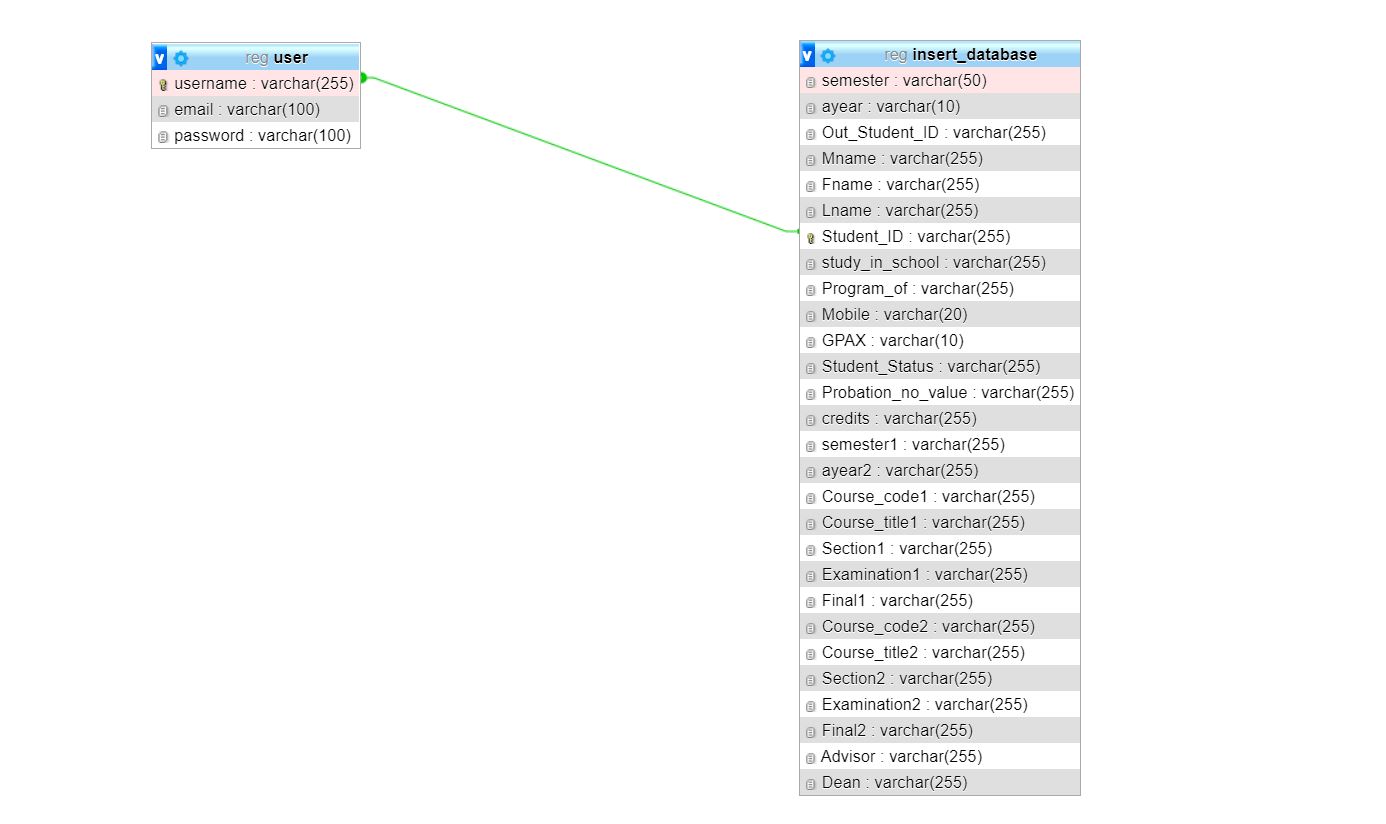 v reg user
username : varchar(255)
email : varchar(100)
password : varchar(100)
v reg insert_database
semester : varchar(50)
ayear : varchar(10)
Out_Student_ID : varchar(255)
Mname : varchar(255)
Fname : varchar(255)
Lname : varchar(255)
Student_ID : varchar(255)
study_in_school : varchar(255)
Program_of : varchar(255)
Mobile : varchar(20)
GPAX : varchar(10)
Student_Status : varchar(255)
Probation_no_value : varchar(255)
credits : varchar(255)
semester1 : varchar(255)
ayear2 : varchar(255)
Course_code1 : varchar(255)
Course_title1 : varchar(255)
Section1 : varchar(255)
Examination1 : varchar(255)
Final1 : varchar(255)
Course_code2 : varchar(255)
Course_title2 : varchar(255)
Section2 : varchar(255)
Examination2 : varchar(255)
Final2 : varchar(255)
Advisor : varchar(255)
Dean : varchar(255)